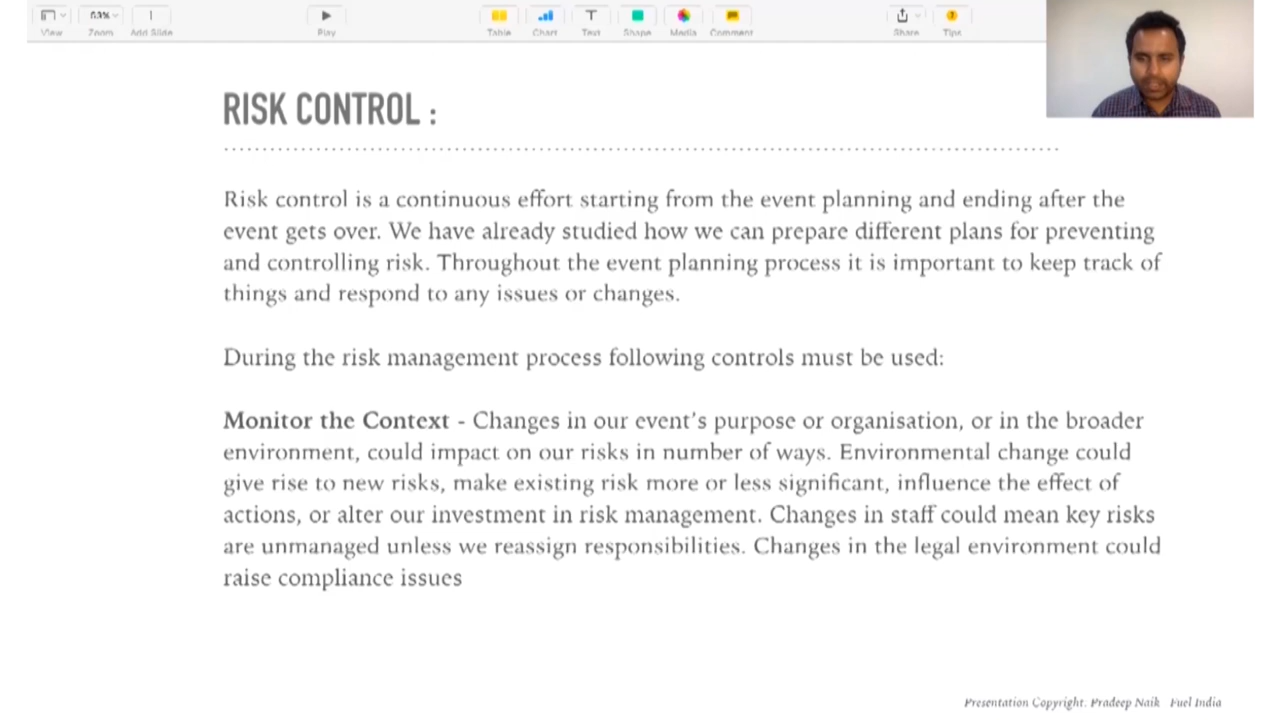 View
Zoom
Add Slide
Play
Table
Chart
Text
Shape
Media
Comment
Share
Tips
RISK CONTROL :
Risk control is a continuous effort starting from the event planning and ending after the
event gets over. We have already studied how we can prepare different plans for preventing
and controlling risk. Throughout the event planning process it is important to keep track of
things and respond to any issues or changes.
During the risk management process following controls must be used:
Monitor the Context - Changes in our event's purpose or organisation, or in the broader
environment, could impact on our risks in number of ways. Environmental change could
give rise to new risks, make existing risk more or less significant, influence the effect of
actions, or alter our investment in risk management. Changes in staff could mean key risks
are unmanaged unless we reassign responsibilities. Changes in the legal environment could
raise compliance issues
Presentation Copyright. Pradeep Naik Fuel India